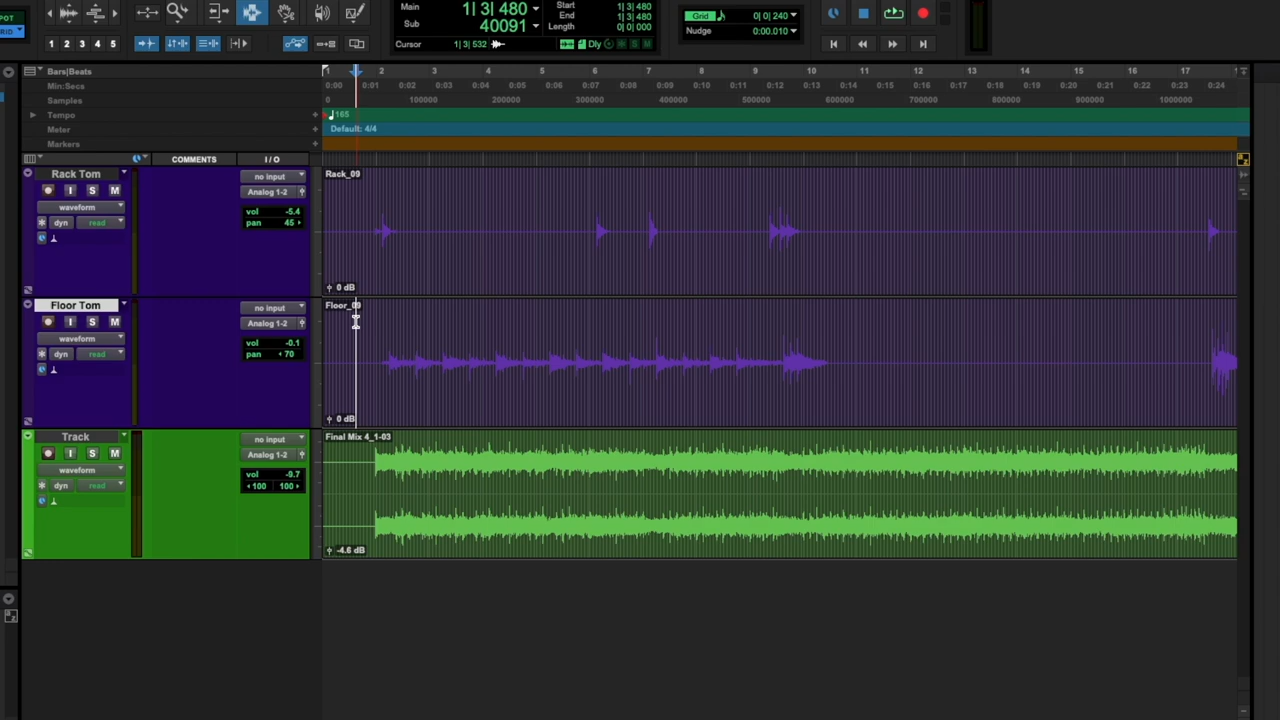 POT
GRID
1 2 3 4 5
Main 1| 3| 480
Sub 40091
Cursor 1| 3| 532
Start 1| 3| 480
End 1| 3| 480
Length 0| 0| 000
Dly S M
Grid 0| 0| 240
Nudge 0:00.010
Bars|Beats 1 2 3 4 5 6 7 8 9 10 11 12 13 14 15 16 17
Min:Secs 0:00 0:01 0:02 0:03 0:04 0:05 0:06 0:07 0:08 0:09 0:10 0:11 0:12 0:13 0:14 0:15 0:16 0:17 0:18 0:19 0:20 0:21 0:22 0:23 0:24
Samples 0 100000 200000 300000 400000 500000 600000 700000 800000 900000 1000000
Tempo 165
Meter Default: 4/4
Markers
COMMENTS I / O
Rack Tom no input Rack_09
I S M Analog 1-2
waveform vol -5.4
dyn read pan 45
0 dB
Floor Tom no input Floor_09
I S M Analog 1-2
waveform vol -0.1
dyn read pan 70
0 dB
Track no input Final Mix 4_1-03
I S M Analog 1-2
waveform vol -9.7
dyn read 100 100
-4.6 dB